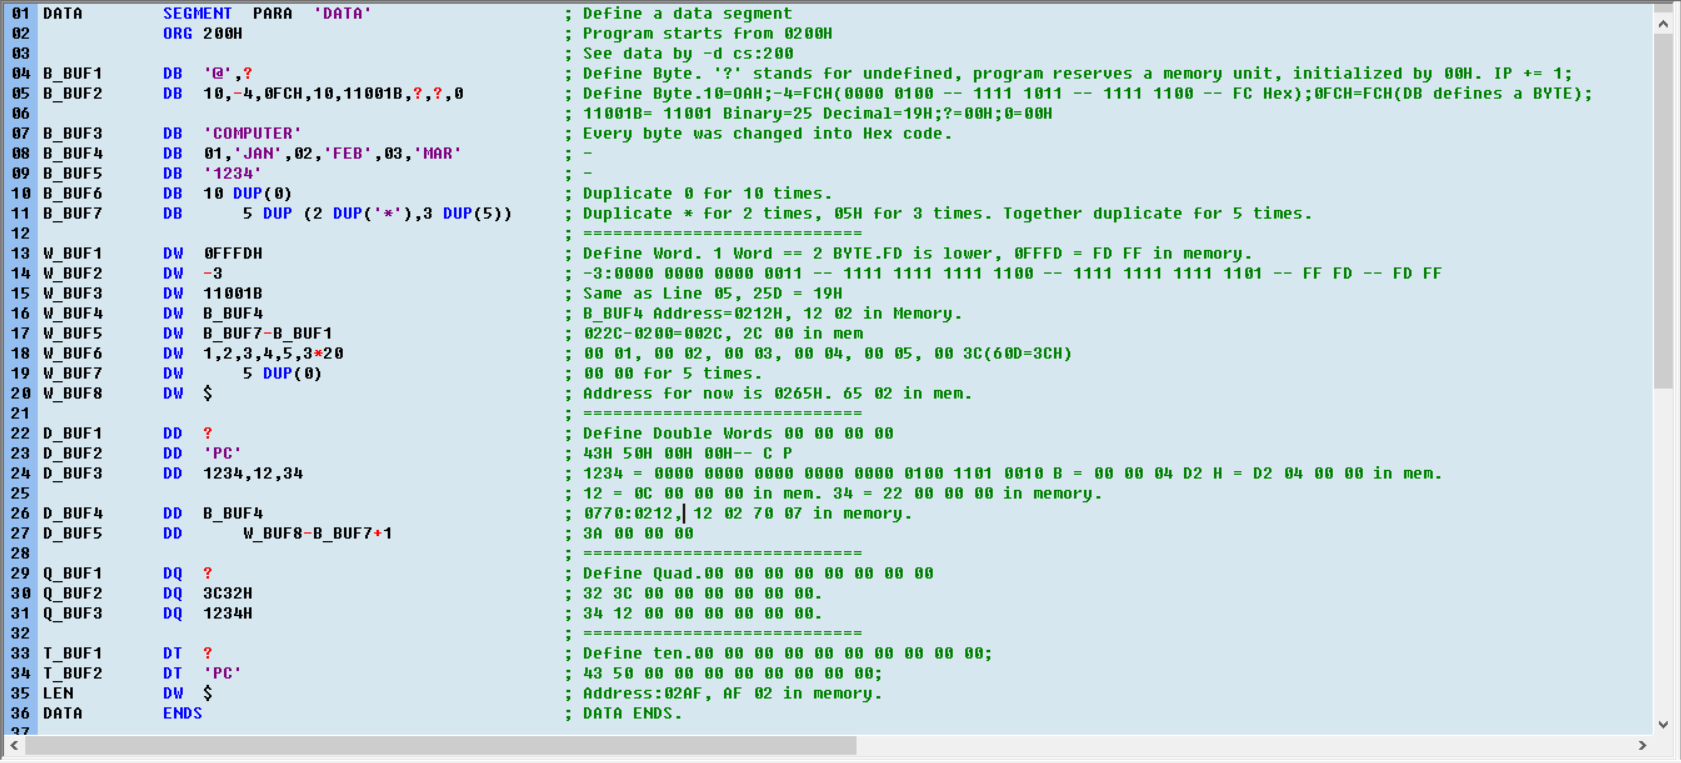 01 DATA SEGMENT PARA 'DATA' ; Define a data segment
02 ORG 200H ; Program starts from 0200H
03 ; See data by -d cs:200
04 B_BUF1 DB '@',? ; Define Byte. '?' stands for undefined, program reserves a memory unit, initialized by 00H. IP += 1;
05 B_BUF2 DB 10,-4,0FCH,10,11001B,?,?,0 ; Define Byte.10=OAH;-4=FCH(0000 0100 -- 1111 1011 -- 1111 1100 -- FC Hex);0FCH=FCH(DB defines a BYTE);
06 ; 11001B= 11001 Binary=25 Decimal=19H;?=00H;0=00H
07 B_BUF3 DB 'COMPUTER' ; Every byte was changed into Hex code.
08 B_BUF4 DB 01,'JAN',02,'FEB',03,'MAR' ; -
09 B_BUF5 DB '1234' ; -
10 B_BUF6 DB 10 DUP(0) ; Duplicate 0 for 10 times.
11 B_BUF7 DB 5 DUP (2 DUP('*'),3 DUP(5)) ; Duplicate * for 2 times, 05H for 3 times. Together duplicate for 5 times.
12 ; ============================
13 W_BUF1 DW 0FFFDH ; Define Word. 1 Word == 2 BYTE.FD is lower, 0FFFD = FD FF in memory.
14 W_BUF2 DW -3 ; -3:0000 0000 0000 0011 -- 1111 1111 1111 1100 -- 1111 1111 1111 1101 -- FF FD -- FD FF
15 W_BUF3 DW 11001B ; Same as Line 05, 25D = 19H
16 W_BUF4 DW B_BUF4 ; B_BUF4 Address=0212H, 12 02 in Memory.
17 W_BUF5 DW B_BUF7-B_BUF1 ; 022C-0200=002C, 2C 00 in mem
18 W_BUF6 DW 1,2,3,4,5,3*20 ; 00 01, 00 02, 00 03, 00 04, 00 05, 00 3C(60D=3CH)
19 W_BUF7 DW 5 DUP(0) ; 00 00 for 5 times.
20 W_BUF8 DW $ ; Address for now is 0265H. 65 02 in mem.
21 ; ============================
22 D_BUF1 DD ? ; Define Double Words 00 00 00 00
23 D_BUF2 DD 'PC' ; 43H 50H 00H 00H-- C P
24 D_BUF3 DD 1234,12,34 ; 1234 = 0000 0000 0000 0000 0000 0100 1101 0010 B = 00 00 04 D2 H = D2 04 00 00 in mem.
25 ; 12 = 0C 00 00 00 in mem. 34 = 22 00 00 00 in memory.
26 D_BUF4 DD B_BUF4 ; 0770:0212, 12 02 70 07 in memory.
27 D_BUF5 DD W_BUF8-B_BUF7+1 ; 3A 00 00 00
28 ; ============================
29 Q_BUF1 DQ ? ; Define Quad.00 00 00 00 00 00 00 00
30 Q_BUF2 DQ 3C32H ; 32 3C 00 00 00 00 00 00.
31 Q_BUF3 DQ 1234H ; 34 12 00 00 00 00 00 00.
32 ; ============================
33 T_BUF1 DT ? ; Define ten.00 00 00 00 00 00 00 00 00 00;
34 T_BUF2 DT 'PC' ; 43 50 00 00 00 00 00 00 00 00;
35 LEN DW $ ; Address:02AF, AF 02 in memory.
36 DATA ENDS ; DATA ENDS.
37